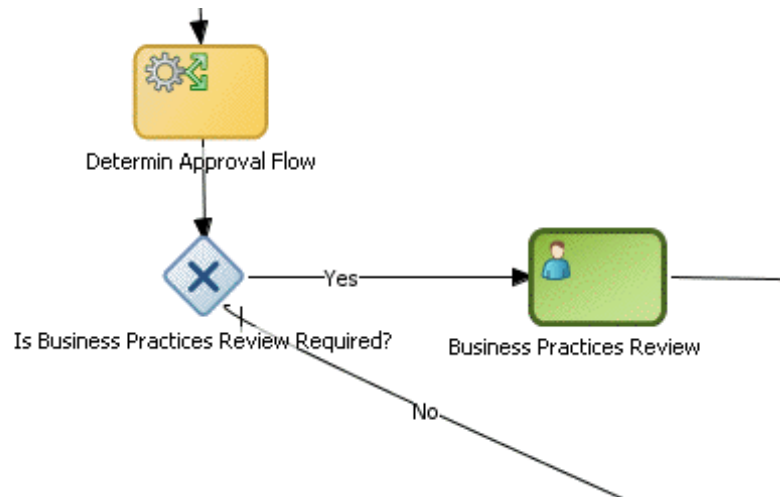 Determin Approval Flow
Yes
Is Business Practices Review Required?
Business Practices Review
No